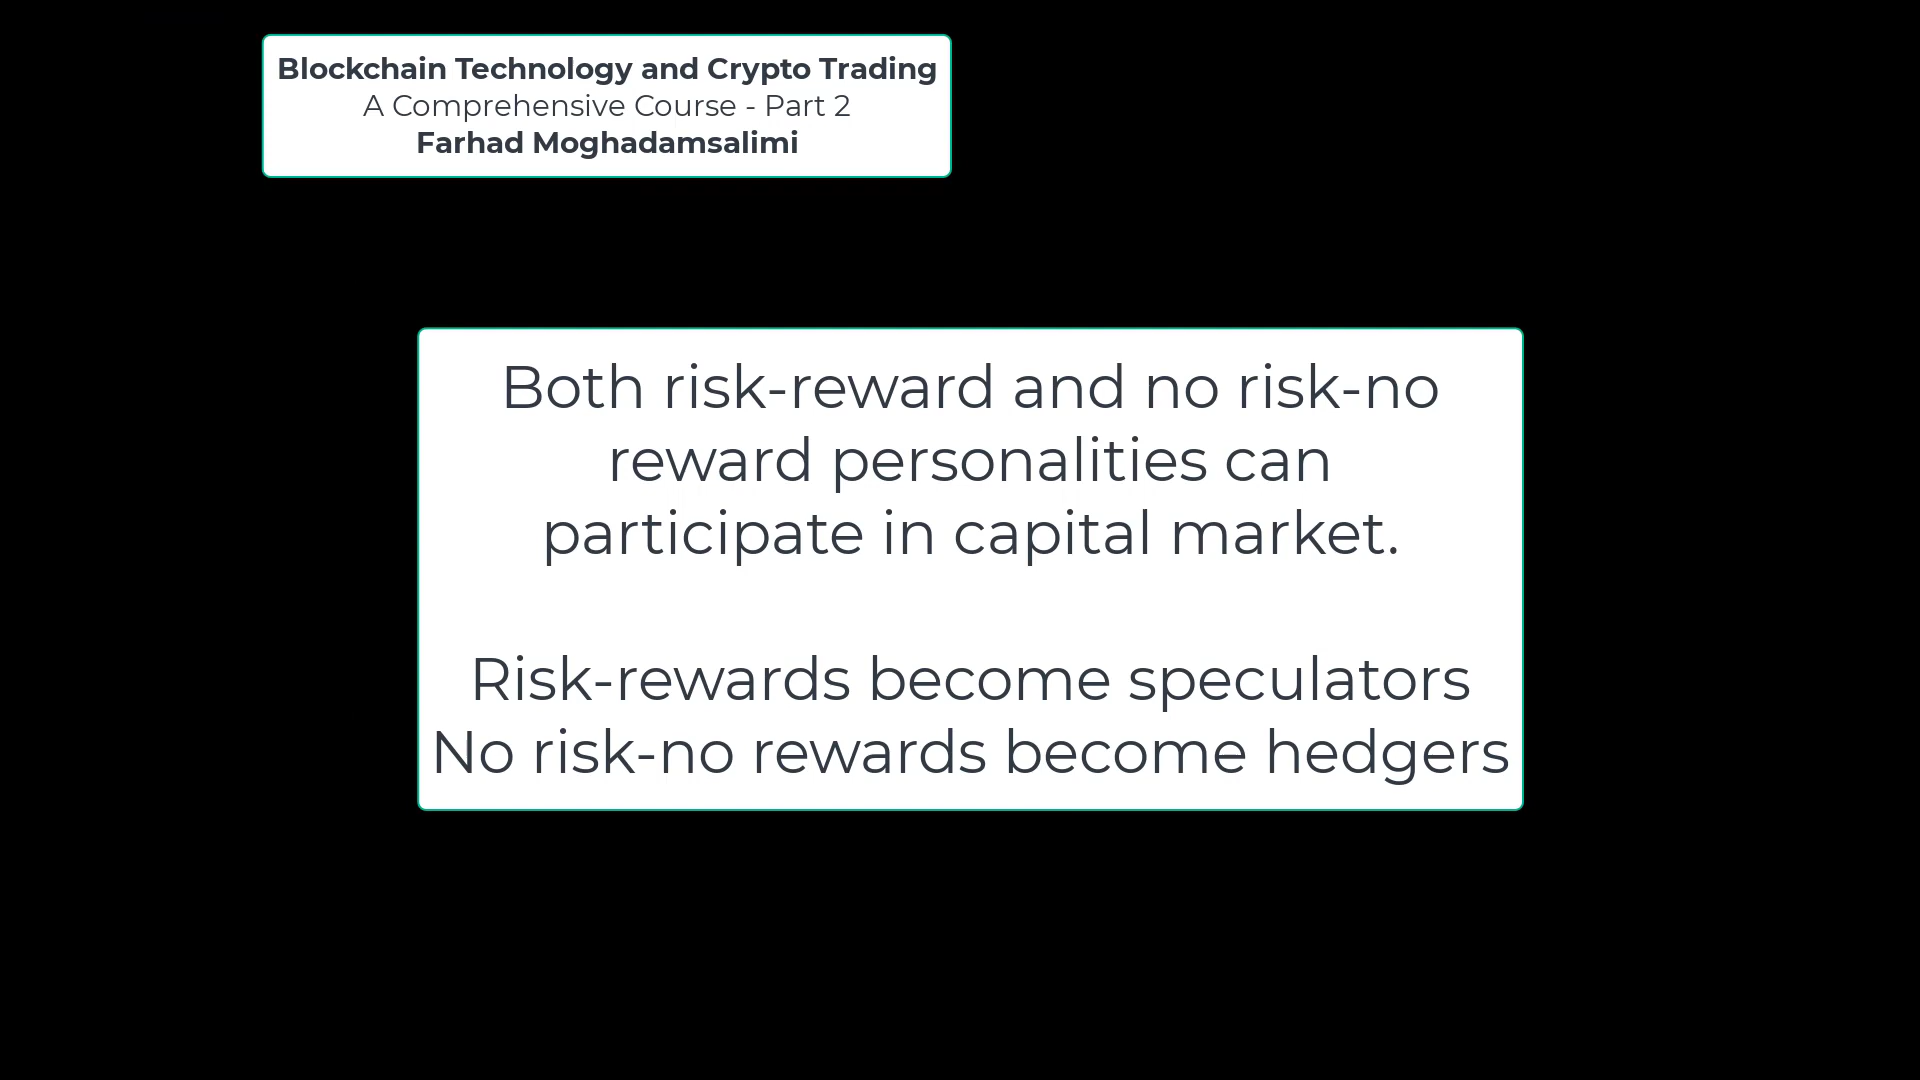 Blockchain Technology and Crypto Trading
A Comprehensive Course - Part 2
Farhad Moghadamsalimi
Both risk-reward and no risk-no
reward personalities can
participate in capital market.
Risk-rewards become speculators
No risk-no rewards become hedgers